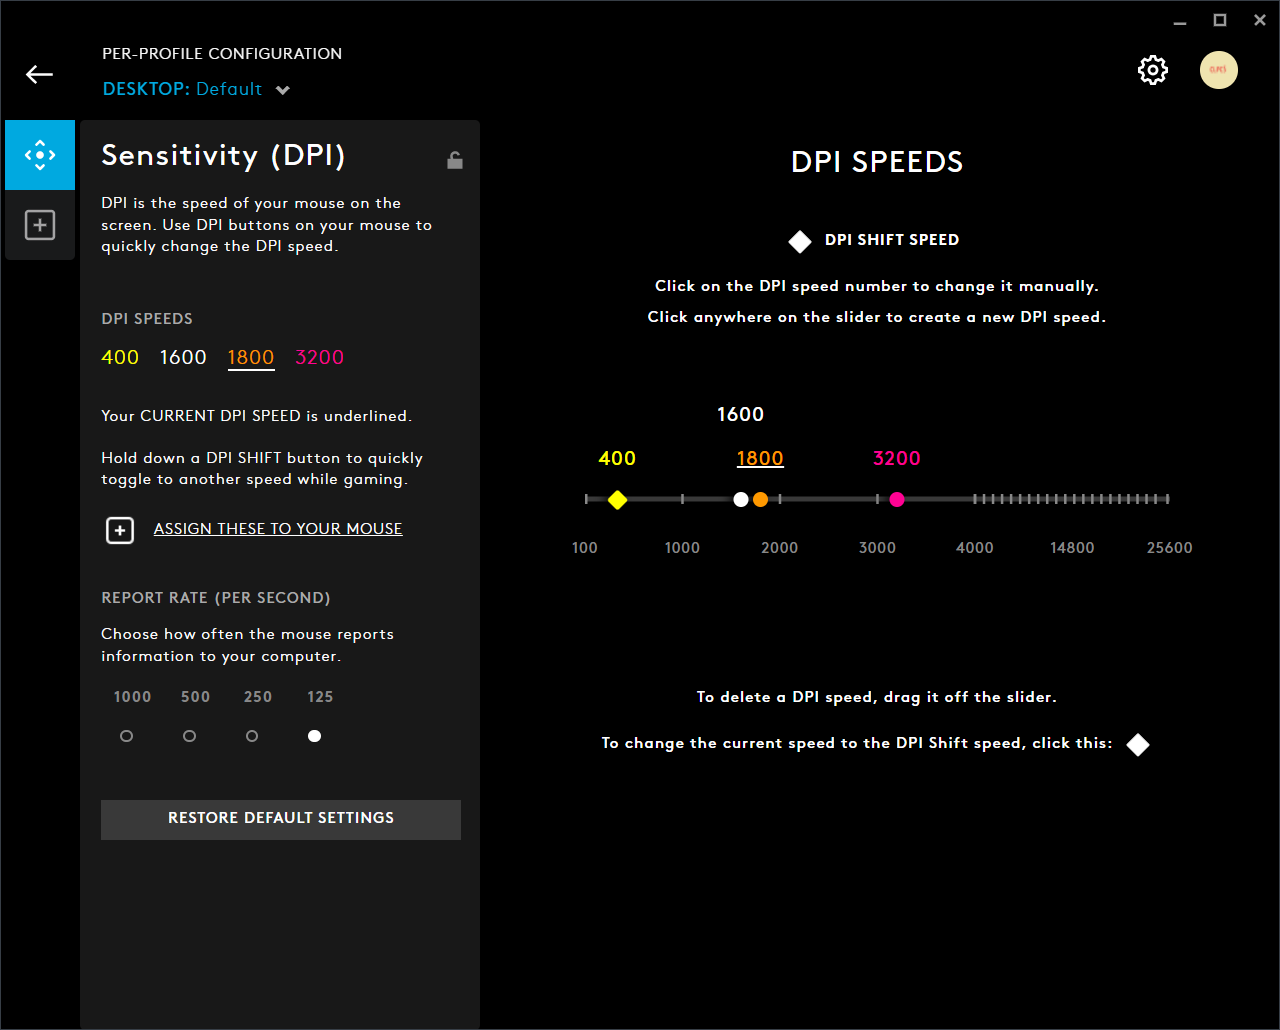 PER-PROFILE CONFIGURATION
DESKTOP: Default
Sensitivity (DPI)
DPI is the speed of your mouse on the
screen. Use DPI buttons on your mouse to
quickly change the DPI speed.
DPI SPEEDS
400 1600 1800 3200
Your CURRENT DPI SPEED is underlined.
Hold down a DPI SHIFT button to quickly
toggle to another speed while gaming.
ASSIGN THESE TO YOUR MOUSE
REPORT RATE (PER SECOND)
Choose how often the mouse reports
information to your computer.
1000 500 250 125
RESTORE DEFAULT SETTINGS
DPI SPEEDS
DPI SHIFT SPEED
Click on the DPI speed number to change it manually.
Click anywhere on the slider to create a new DPI speed.
1600
400 1800 3200
100 1000 2000 3000 4000 14800 25600
To delete a DPI speed, drag it off the slider.
To change the current speed to the DPI Shift speed, click this: